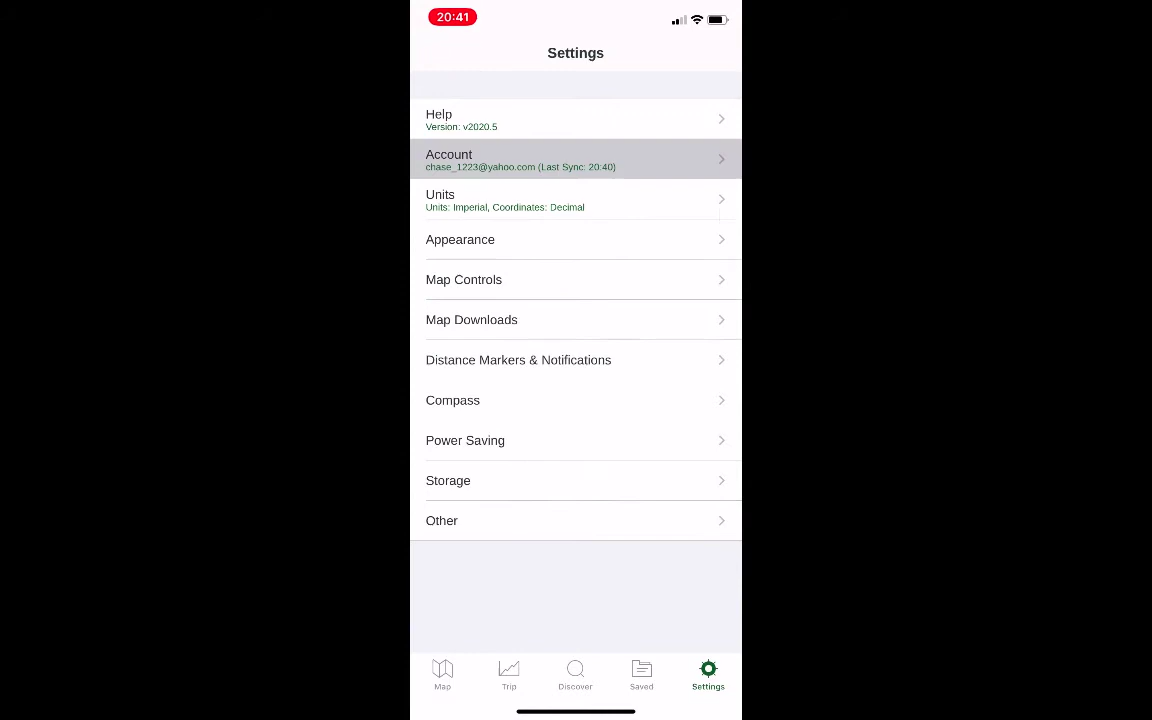 20:41
Settings
Help
Version: v2020.5
Account
chase_1223@yahoo.com (Last Sync: 20:40)
Units
Units: Imperial, Coordinates: Decimal
Appearance
Map Controls
Map Downloads
Distance Markers & Notifications
Compass
Power Saving
Storage
Other
Map Trip Discover Saved Settings